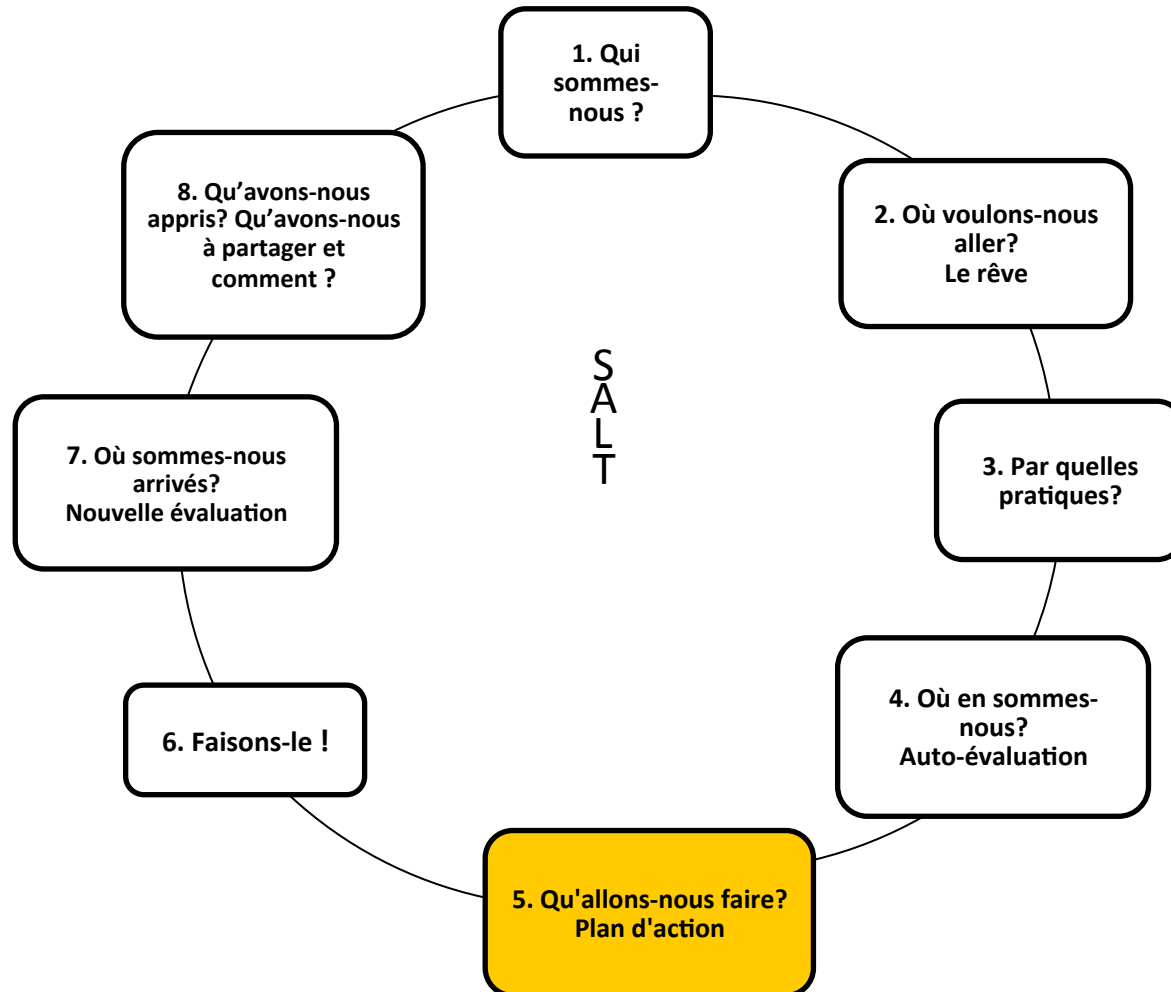 1. Qui
sommes-
nous ?
2. Où voulons-nous
aller?
Le rêve
3. Par quelles
pratiques?
4. Où en sommes-
nous?
Auto-évaluation
5. Qu'allons-nous faire?
Plan d'action
6. Faisons-le !
7. Où sommes-nous
arrivés?
Nouvelle évaluation
8. Qu’avons-nous
appris? Qu’avons-nous
à partager et
comment ?
S
A
L
T